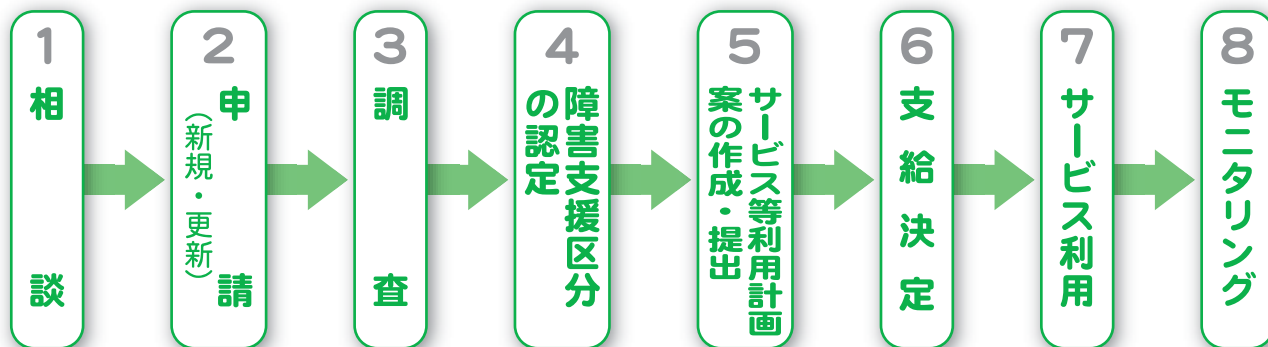 1
相談
2
申請
（新規・更新）
3
調査
4
障害支援区分
の認定
5
サービス等利用計画
案の作成・提出
6
支給決定
7
サービス利用
8
モニタリング